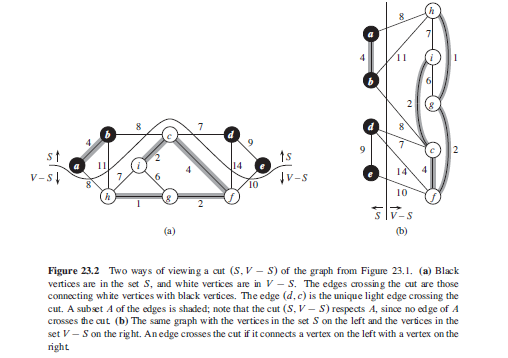 h
8
a
7
4
11
i
1
b
6
2
g
8
7
d
b
8
c
7
d
4
9
9
7
c
2
S↑
a
11
i
2
4
14
e
↑S
e
14
4
V–S↓
8
7
6
10
↓V–S
10
h
1
g
2
f
f
S V–S
(a)
(b)
Figure 23.2 Two ways of viewing a cut (S, V – S) of the graph from Figure 23.1. (a) Black
vertices are in the set S, and white vertices are in V – S. The edges crossing the cut are those
connecting white vertices with black vertices. The edge (d, c) is the unique light edge crossing the
cut. A subset A of the edges is shaded; note that the cut (S, V – S) respects A, since no edge of A
crosses the cut. (b) The same graph with the vertices in the set S on the left and the vertices in the
set V – S on the right. An edge crosses the cut if it connects a vertex on the left with a vertex on the
right.